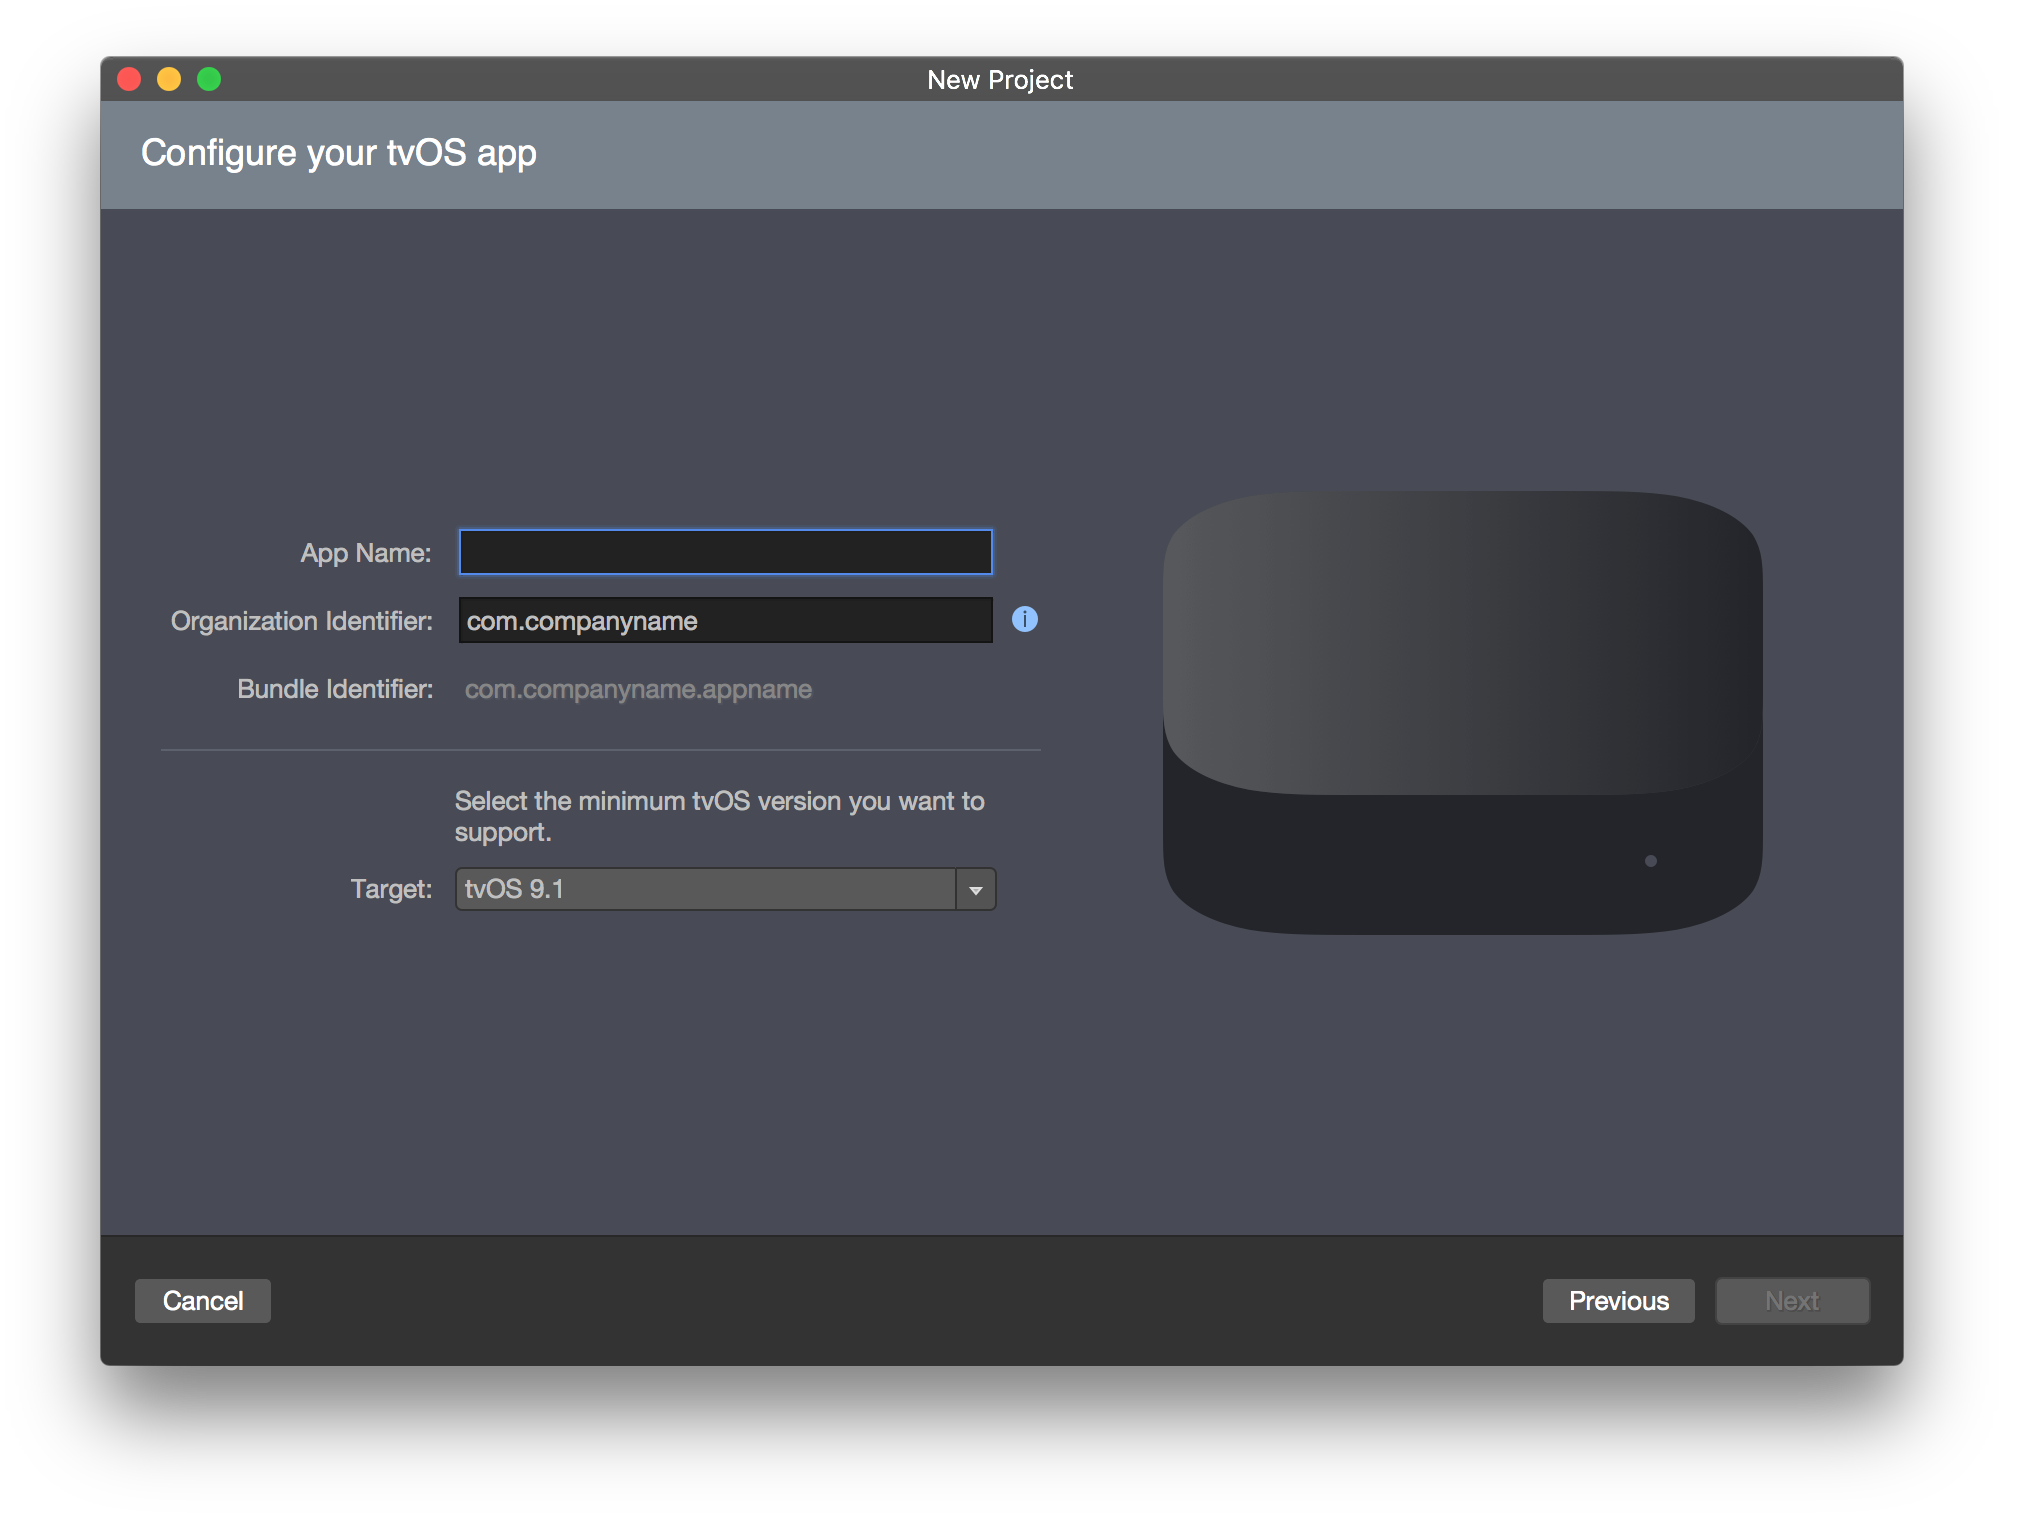 New Project
Configure your tvOS app
App Name:
Organization Identifier: com.companyname
Bundle Identifier: com.companyname.appname
Select the minimum tvOS version you want to
support.
Target: tvOS 9.1
Cancel Previous Next